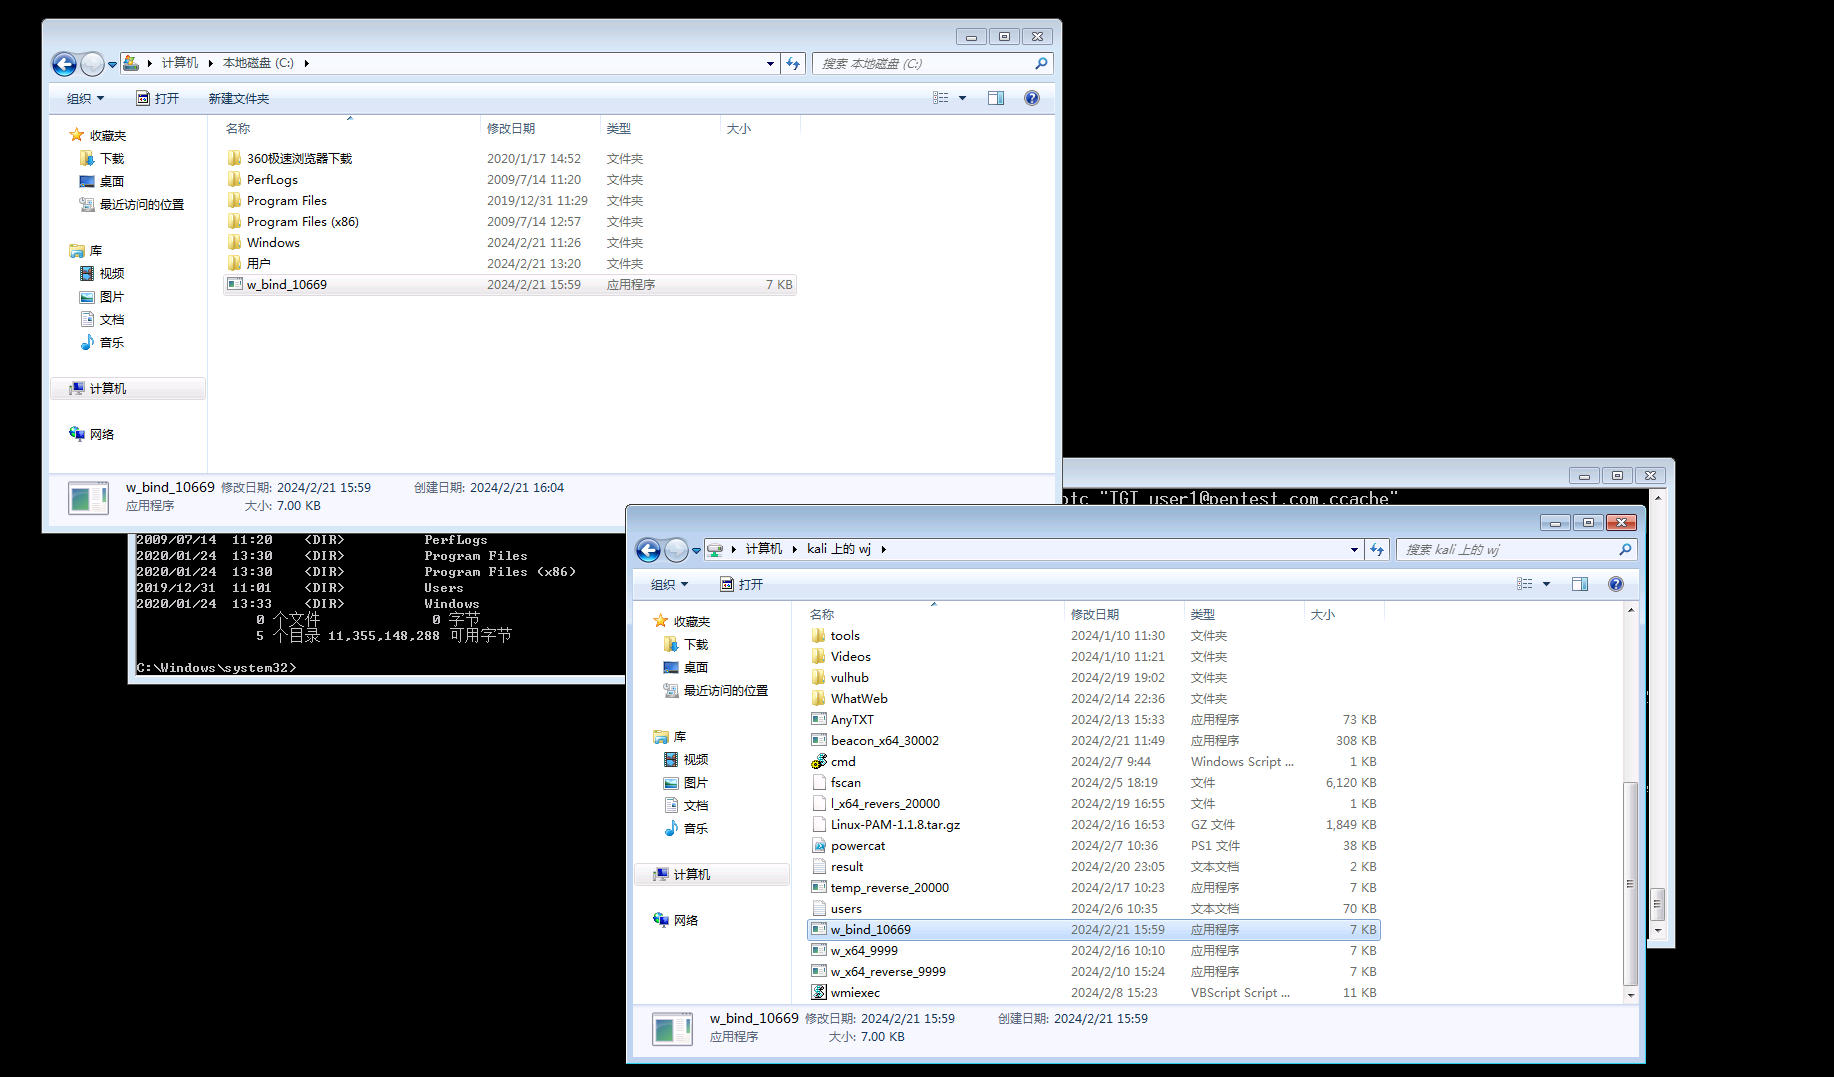 计算机 本地磁盘 (C:)
搜索 本地磁盘 (C:)
组织 打开 新建文件夹
名称 修改日期 类型 大小
收藏夹
下载
桌面
最近访问的位置
库
视频
图片
文档
音乐
计算机
网络
360极速浏览器下载 2020/1/17 14:52 文件夹
PerfLogs 2009/7/14 11:20 文件夹
Program Files 2019/12/31 11:29 文件夹
Program Files (x86) 2009/7/14 12:57 文件夹
Windows 2024/2/21 11:26 文件夹
用户 2024/2/21 13:20 文件夹
w_bind_10669 2024/2/21 15:59 应用程序 7 KB
w_bind_10669 修改日期: 2024/2/21 15:59 创建日期: 2024/2/21 16:04
应用程序 大小: 7.00 KB
"TGT_user1@pentest.com.ccache"
2009/07/14 11:20 <DIR> PerfLogs
2020/01/24 13:30 <DIR> Program Files
2020/01/24 13:30 <DIR> Program Files (x86)
2019/12/31 11:01 <DIR> Users
2020/01/24 13:33 <DIR> Windows
0 个文件 0 字节
5 个目录 11,355,148,288 可用字节
C:\Windows\system32>
计算机 kali 上的 wj
搜索 kali 上的 wj
组织 打开
名称 修改日期 类型 大小
收藏夹
下载
桌面
最近访问的位置
库
视频
图片
文档
音乐
计算机
网络
tools 2024/1/10 11:30 文件夹
Videos 2024/1/10 11:21 文件夹
vulhub 2024/2/19 19:02 文件夹
WhatWeb 2024/2/14 22:36 文件夹
AnyTXT 2024/2/13 15:33 应用程序 73 KB
beacon_x64_30002 2024/2/21 11:49 应用程序 308 KB
cmd 2024/2/7 9:44 Windows Script ... 1 KB
fscan 2024/2/5 18:19 文件 6,120 KB
l_x64_revers_20000 2024/2/19 16:55 文件 1 KB
Linux-PAM-1.1.8.tar.gz 2024/2/16 16:53 GZ 文件 1,849 KB
powercat 2024/2/7 10:36 PS1 文件 38 KB
result 2024/2/20 23:05 文本文档 2 KB
temp_reverse_20000 2024/2/17 10:23 应用程序 7 KB
users 2024/2/6 10:35 文本文档 70 KB
w_bind_10669 2024/2/21 15:59 应用程序 7 KB
w_x64_9999 2024/2/16 10:10 应用程序 7 KB
w_x64_reverse_9999 2024/2/10 15:24 应用程序 7 KB
wmiexec 2024/2/8 15:23 VBScript Script ... 11 KB
w_bind_10669 修改日期: 2024/2/21 15:59 创建日期: 2024/2/21 15:59
应用程序 大小: 7.00 KB